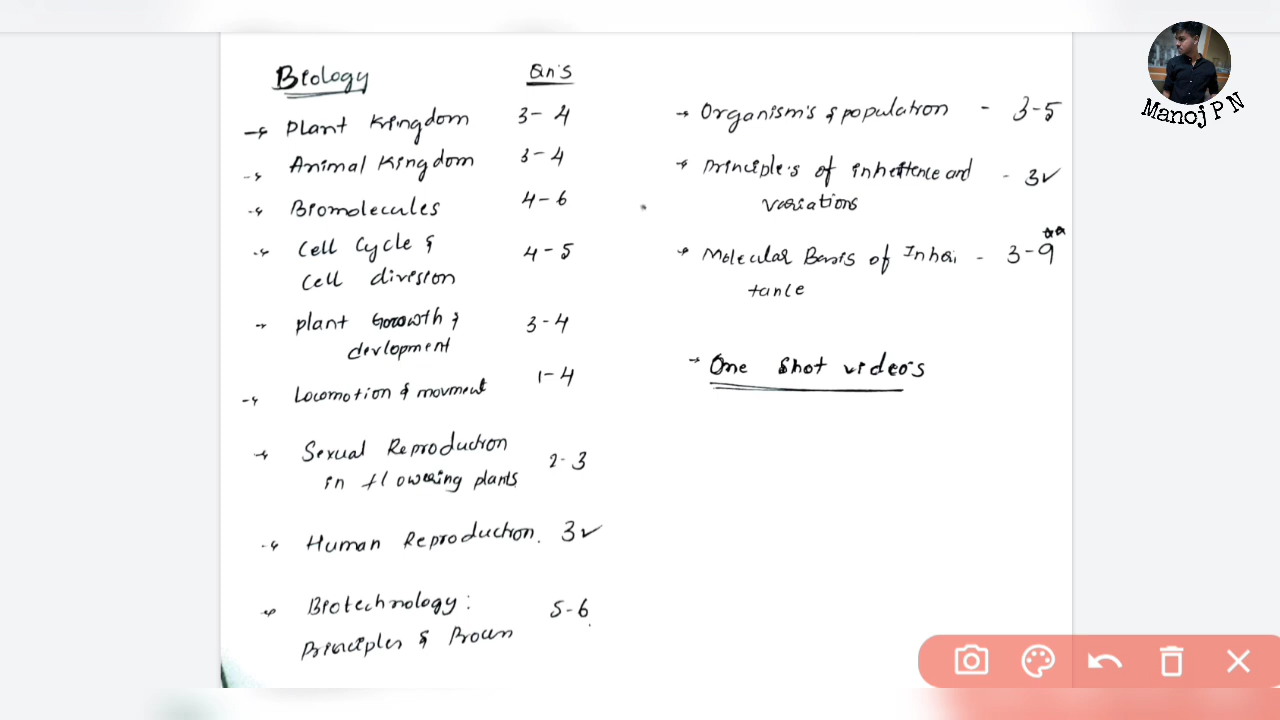 Biology Qn's
→ Plant Kingdom 3-4
→ Animal Kingdom 3-4
→ Biomolecules 4-6
→ Cell Cycle &
Cell division 4-5
→ plant Growth &
devlopment 3-4
→ Locomotion & movment 1-4
→ Sexual Reproduction
in flowering plants 2-3
→ Human Reproduction. 3✓
→ Biotechnology:
Principles & 5-6
→ Organism's & population - 3-5
→ Principle's of and - 3✓
variations
→ Molecular Basis of Inhei - 3-9**
tance
→ One Shot video's
Manoj P N